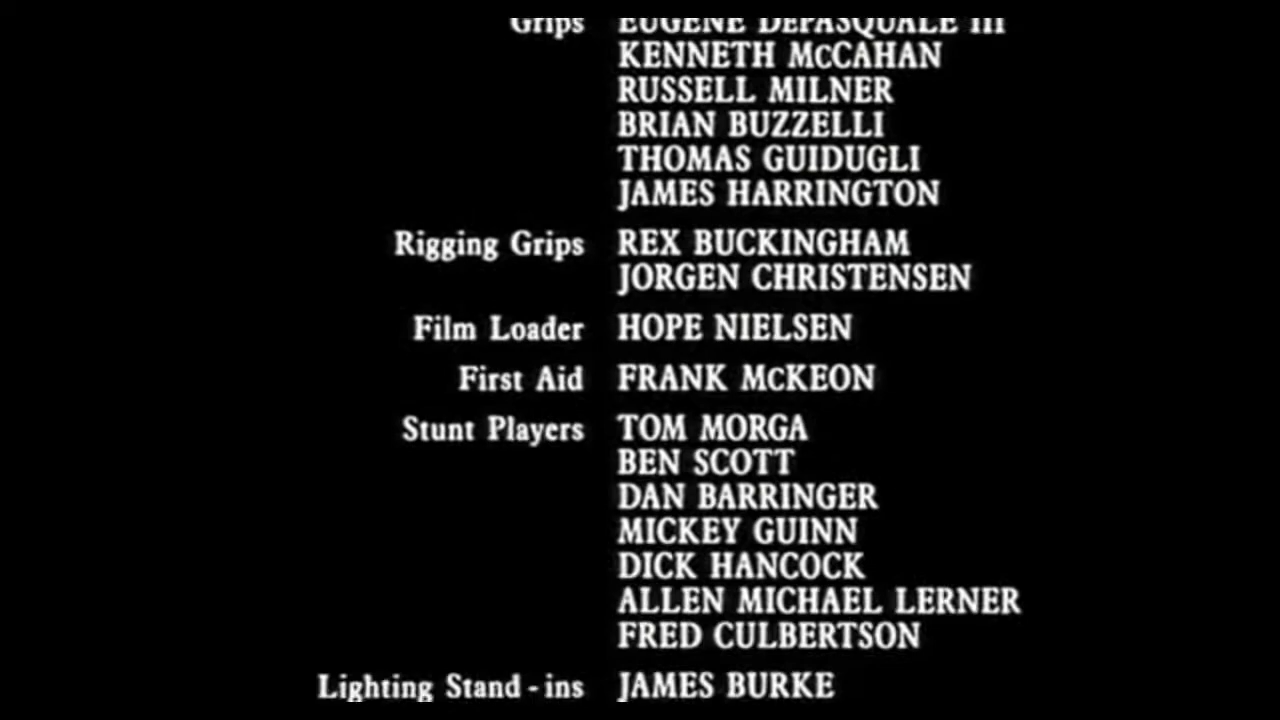 Grips EUGENE DEPASQUALE III
KENNETH McCAHAN
RUSSELL MILNER
BRIAN BUZZELLI
THOMAS GUIDUGLI
JAMES HARRINGTON
Rigging Grips REX BUCKINGHAM
JORGEN CHRISTENSEN
Film Loader HOPE NIELSEN
First Aid FRANK McKEON
Stunt Players TOM MORGA
BEN SCOTT
DAN BARRINGER
MICKEY GUINN
DICK HANCOCK
ALLEN MICHAEL LERNER
FRED CULBERTSON
Lighting Stand-ins JAMES BURKE